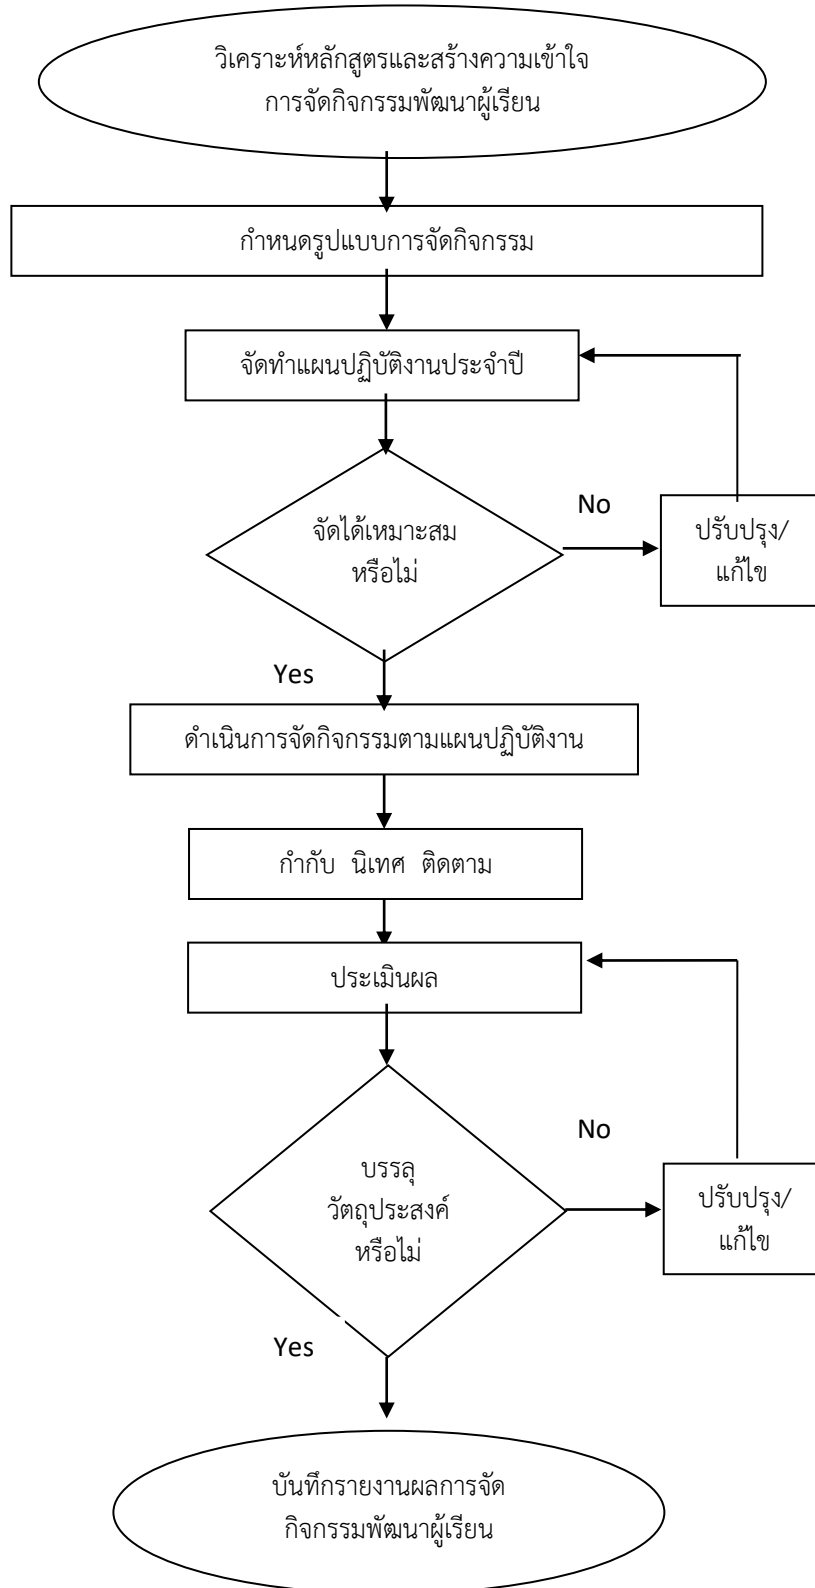 วิเคราะห์หลักสูตรและสร้างความเข้าใจ
การจัดกิจกรรมพัฒนาผู้เรียน
กำหนดรูปแบบการจัดกิจกรรม
จัดทำแผนปฏิบัติงานประจำปี
จัดได้เหมาะสม
หรือไม่
No
ปรับปรุง/
แก้ไข
Yes
ดำเนินการจัดกิจกรรมตามแผนปฏิบัติงาน
กำกับ นิเทศ ติดตาม
ประเมินผล
บรรลุ
วัตถุประสงค์
หรือไม่
No
ปรับปรุง/
แก้ไข
Yes
บันทึกรายงานผลการจัด
กิจกรรมพัฒนาผู้เรียน